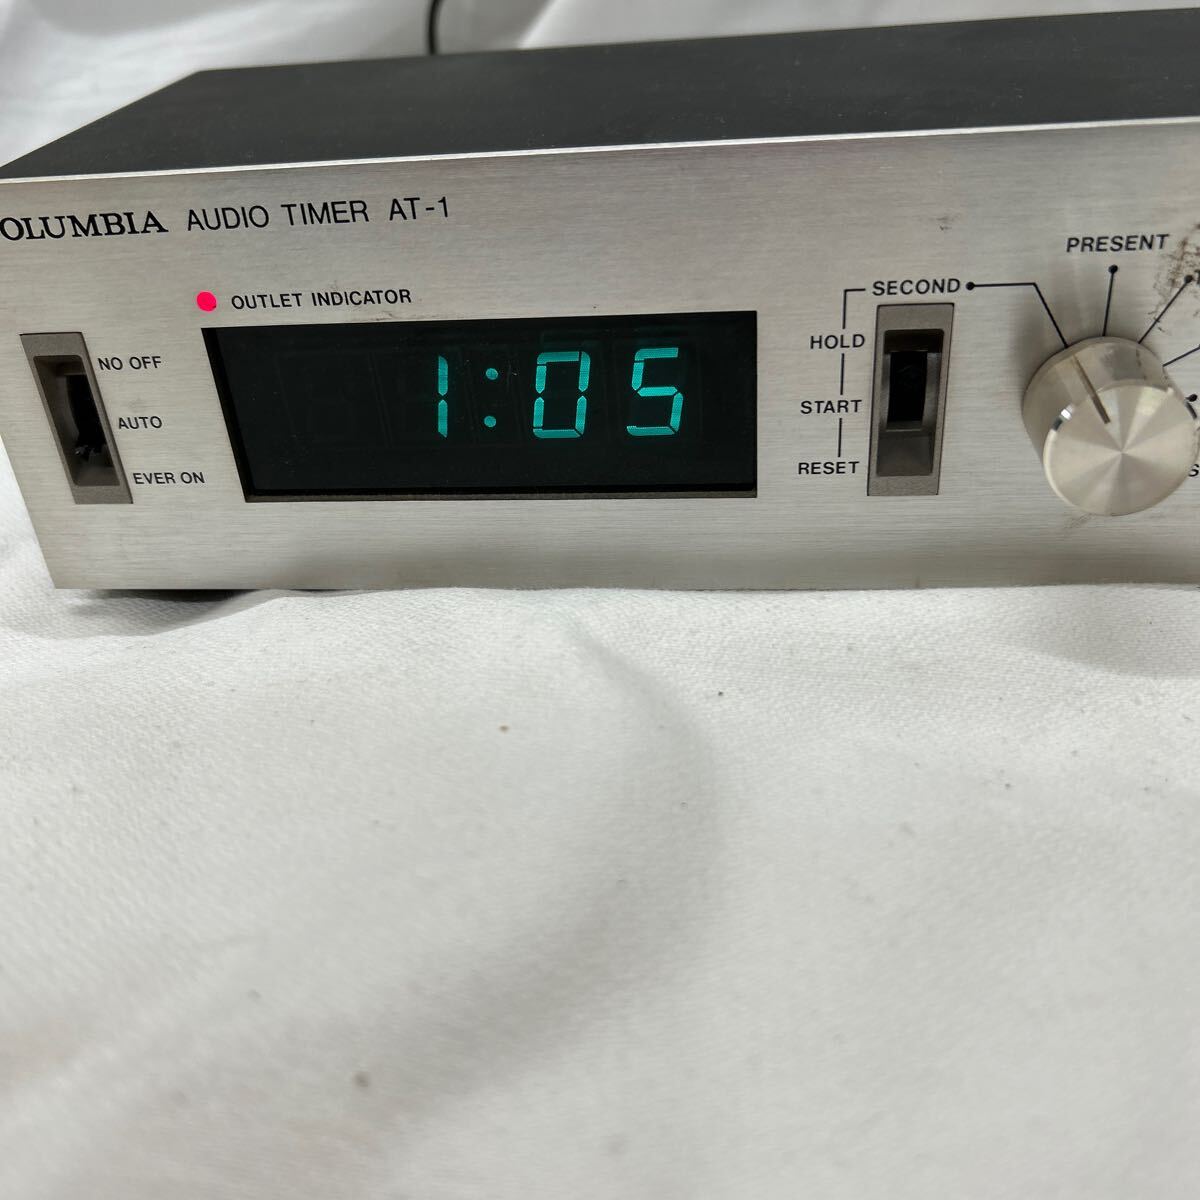 OLUMBIA AUDIO TIMER AT-1
OUTLET INDICATOR
NO OFF
AUTO
EVER ON
1:05
PRESENT
SECOND
HOLD
START
RESET